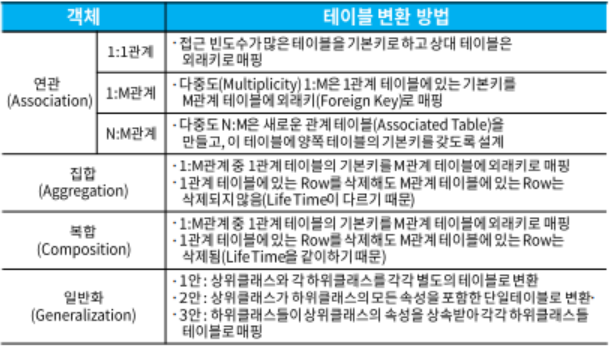 객체 테이블 변환 방법
연관
(Association)
1:1관계
- 접근 빈도수가 많은 테이블을 기본키로 하고 상대 테이블은
외래키로 매핑
1:M관계
- 다중도(Multiplicity) 1:M은 1관계 테이블에 있는 기본키를
M관계 테이블에 외래키(Foreign Key)로 매핑
N:M관계
- 다중도 N:M은 새로운 관계 테이블(Associated Table)을
만들고, 이 테이블에 양쪽 테이블의 기본키를 갖도록 설계
집합
(Aggregation)
- 1:M관계 중 1관계 테이블의 기본키를 M관계 테이블에 외래키로 매핑
- 1관계 테이블에 있는 Row를 삭제해도 M관계 테이블에 있는 Row는
삭제되지 않음(Life Time이 다르기 때문)
복합
(Composition)
- 1:M관계 중 1관계 테이블의 기본키를 M관계 테이블에 외래키로 매핑
- 1관계 테이블에 있는 Row를 삭제해도 M관계 테이블에 있는 Row는
삭제됨(Life Time을 같이하기 때문)
일반화
(Generalization)
- 1안 : 상위클래스와 각 하위클래스를 각각 별도의 테이블로 변환
- 2안 : 상위클래스가 하위클래스의 모든 속성을 포함한 단일테이블로 변환-
- 3안 : 하위클래스들이 상위클래스의 속성을 상속받아 각각 하위클래스들
테이블로 매핑